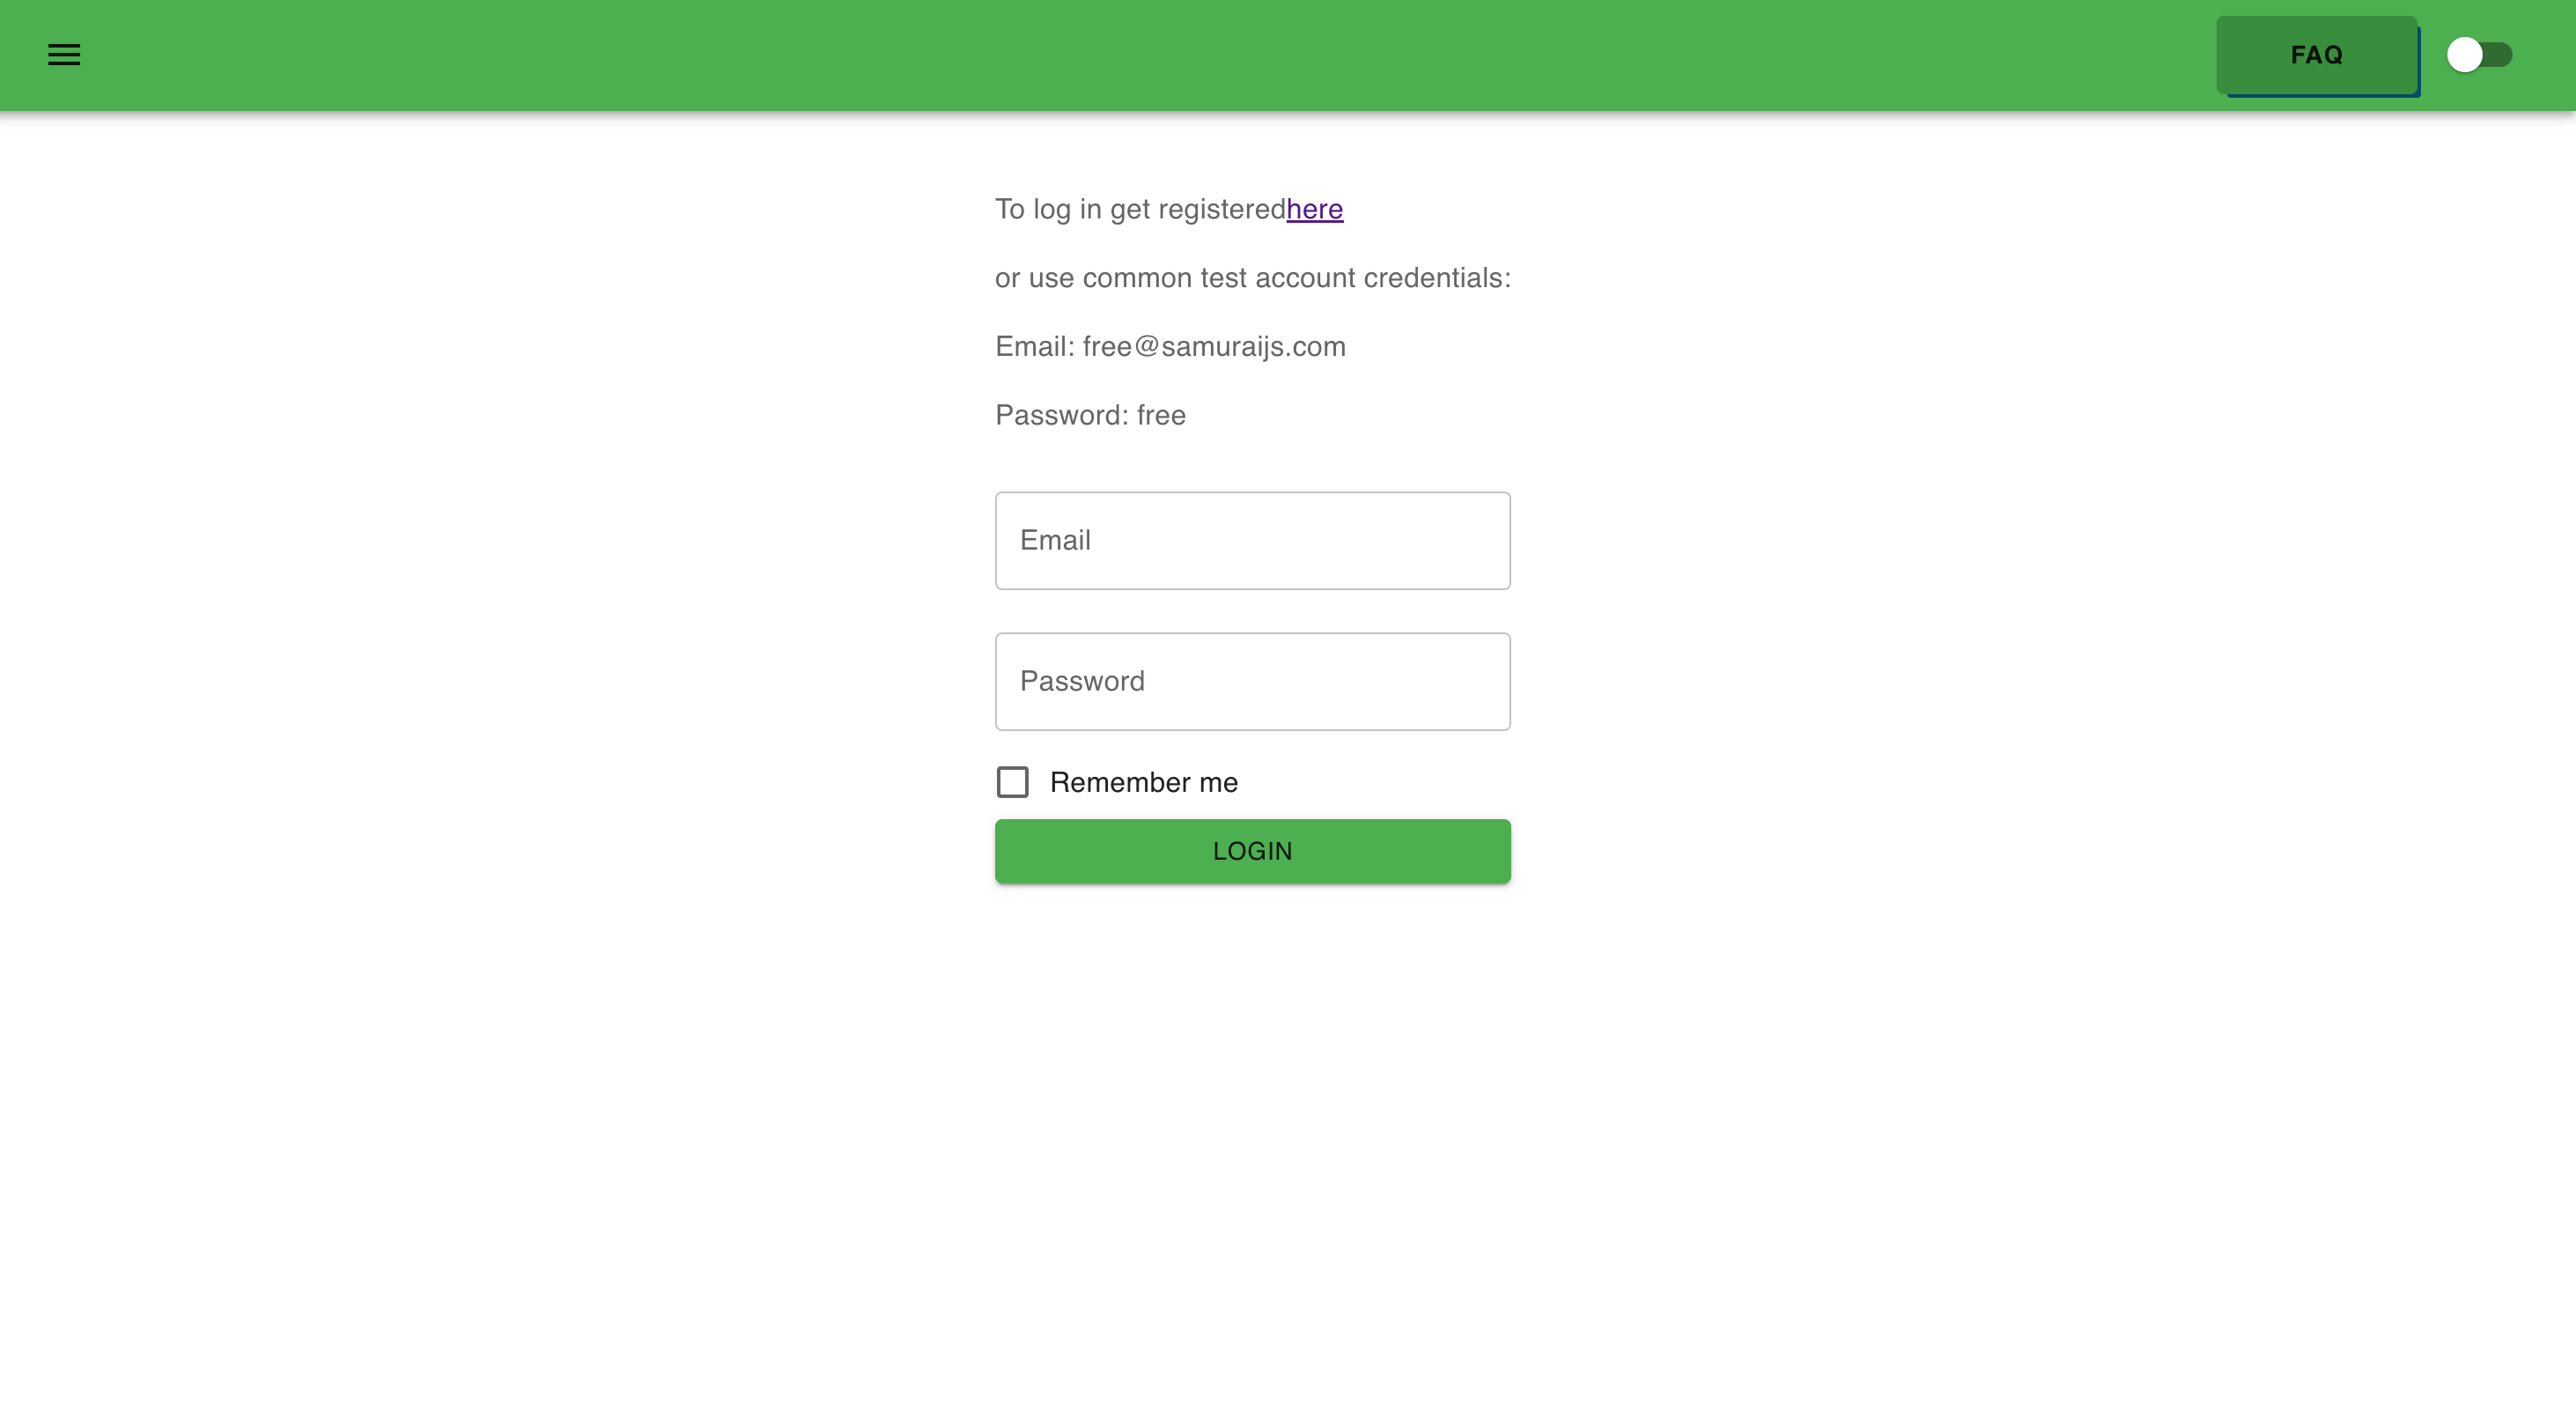 FAQ
To log in get registeredhere
or use common test account credentials:
Email: free@samuraijs.com
Password: free
Email
Password
Remember me
LOGIN